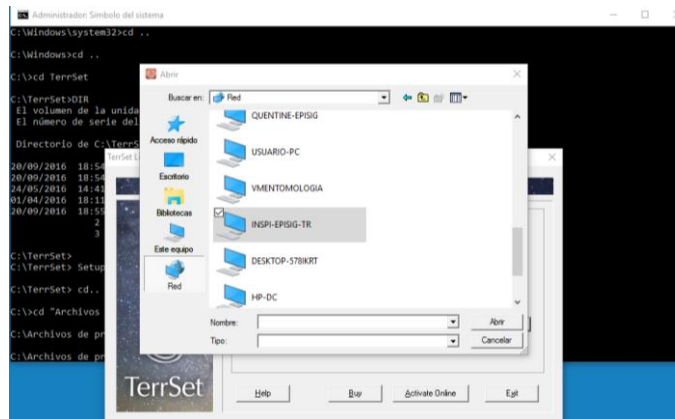 Administrador: Símbolo del sistema
C:\Windows\system32>cd ..
C:\Windows>cd ..
C:\>cd TerrSet
C:\TerrSet>DIR
El volumen de la unida
El número de serie del
Directorio de C:\TerrS
20/09/2016 18:54
20/09/2016 18:54
24/05/2016 14:41
01/04/2016 18:11
20/09/2016 18:55
2
3
C:\TerrSet>
C:\TerrSet> Setup
C:\TerrSet> cd..
C:\>cd "Archivos
C:\Archivos de pr
C:\Archivos de pr
TerrSet L
Abrir
Buscar en:
Red
Acceso rápido
Escritorio
Bibliotecas
Este equipo
Red
QUENTINE-EPISIG
USUARIO-PC
VMENTOMOLOGIA
INSPI-EPISIG-TR
DESKTOP-578IKRT
HP-DC
Nombre:
Abrir
Tipo:
Cancelar
TerrSet
Help
Buy
Activate Online
Exit